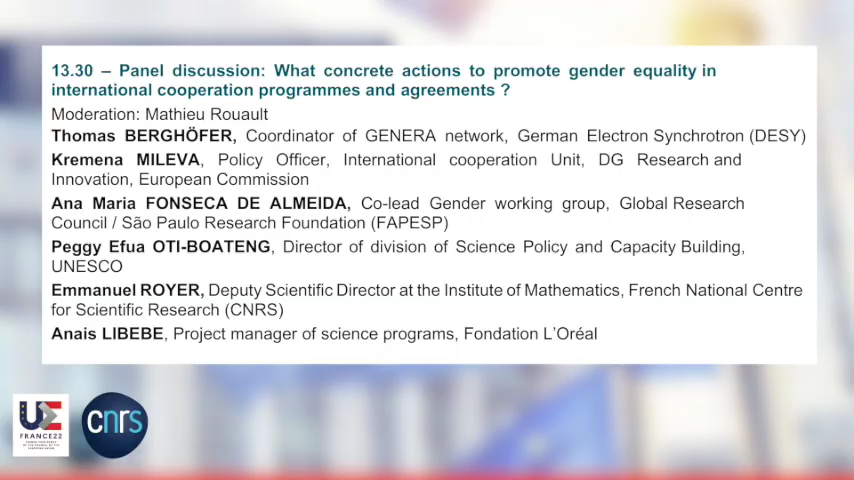 13.30 – Panel discussion: What concrete actions to promote gender equality in
international cooperation programmes and agreements ?
Moderation: Mathieu Rouault
Thomas BERGHÖFER, Coordinator of GENERA network, German Electron Synchrotron (DESY)
Kremena MILEVA, Policy Officer, International cooperation Unit, DG Research and
Innovation, European Commission
Ana Maria FONSECA DE ALMEIDA, Co-lead Gender working group, Global Research
Council / São Paulo Research Foundation (FAPESP)
Peggy Efua OTI-BOATENG, Director of division of Science Policy and Capacity Building,
UNESCO
Emmanuel ROYER, Deputy Scientific Director at the Institute of Mathematics, French National Centre
for Scientific Research (CNRS)
Anais LIBEBE, Project manager of science programs, Fondation L'Oréal
UE
FRANCE22
cnrs